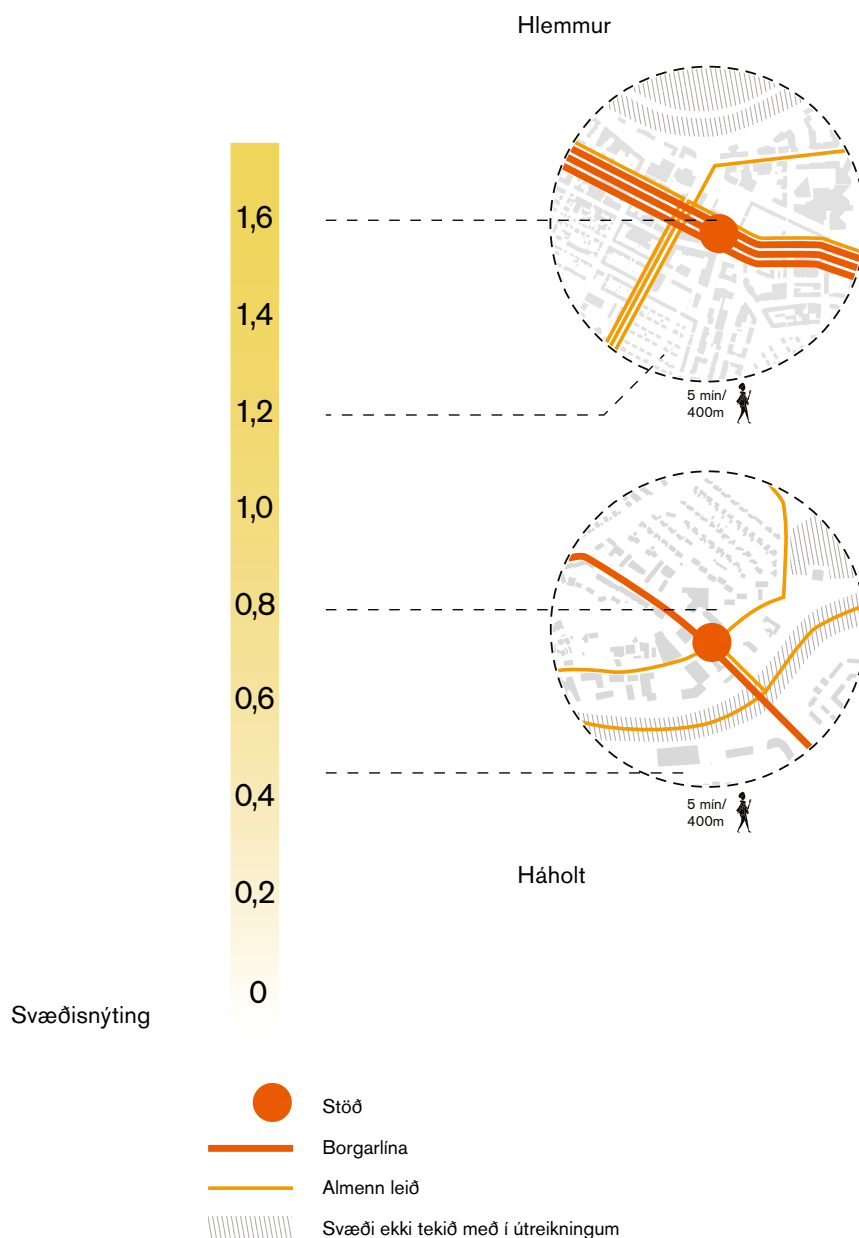 Hlemmur
1,6
1,4
1,2
5 mín/
400m
1,0
0,8
0,6
0,4
5 mín/
400m
Háholt
0,2
0
Svæðisnýting
Stöð
Borgarlína
Almenn leið
Svæði ekki tekið með í útreikningum